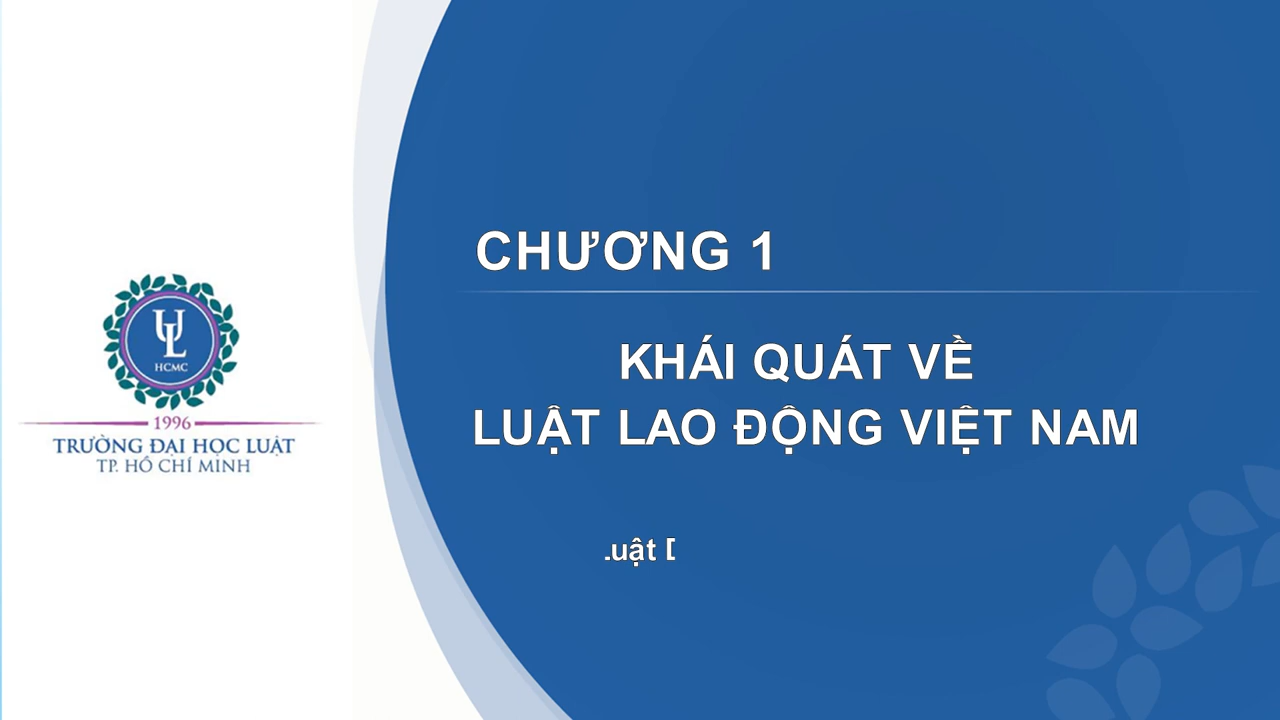 CHƯƠNG 1
KHÁI QUÁT VỀ
LUẬT LAO ĐỘNG VIỆT NAM
UL
HCMC
1996
TRƯỜNG ĐẠI HỌC LUẬT
TP. HỒ CHÍ MINH
uật